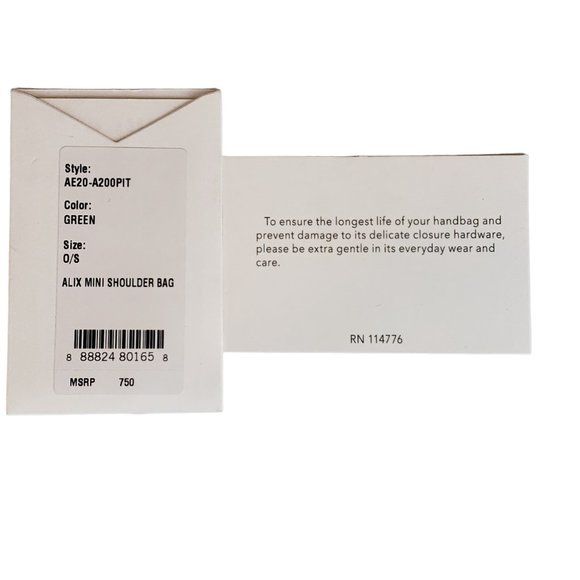 Style:
AE20-A200PIT
Color:
GREEN
Size:
O/S
ALIX MINI SHOULDER BAG
8 88824 80165 8
MSRP 750
To ensure the longest life of your handbag and
prevent damage to its delicate closure hardware,
please be extra gentle in its everyday wear and
care.
RN 114776